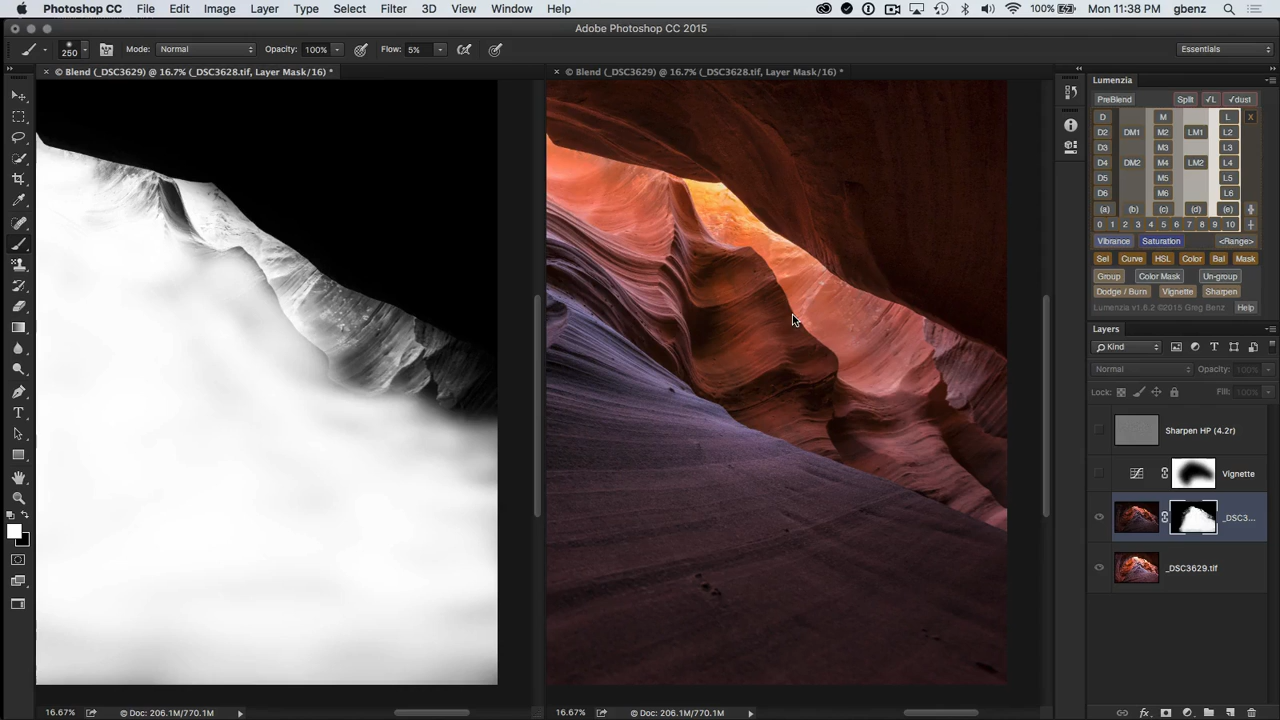 Photoshop CC File Edit Image Layer Type Select Filter 3D View Window Help 100% Mon 11:38 PM gbenz
Adobe Photoshop CC 2015
250 Mode: Normal Opacity: 100% Flow: 5% Essentials
× © Blend (_DSC3629) @ 16.7% (_DSC3628.tif, Layer Mask/16) *
× © Blend (_DSC3629) @ 16.7% (_DSC3628.tif, Layer Mask/16) *
Lumenzia
PreBlend Split √L √dust
D M L X
D2 DM1 M2 LM1 L2
D3 M3 L3
D4 DM2 M4 LM2 L4
D5 M5 L5
D6 M6 L6
(a) (b) (c) (d) (e)
0 1 2 3 4 5 6 7 8 9 10
Vibrance Saturation <Range>
Sel Curve HSL Color Bal Mask
Group Color Mask Un-group
Dodge / Burn Vignette Sharpen
Lumenzia v1.6.2 ©2015 Greg Benz Help
Layers
Kind
Normal Opacity: 100%
Lock: Fill: 100%
Sharpen HP (4.2r)
Vignette
_DSC3...
_DSC3629.tif
16.67% © Doc: 206.1M/770.1M
16.67% © Doc: 206.1M/770.1M